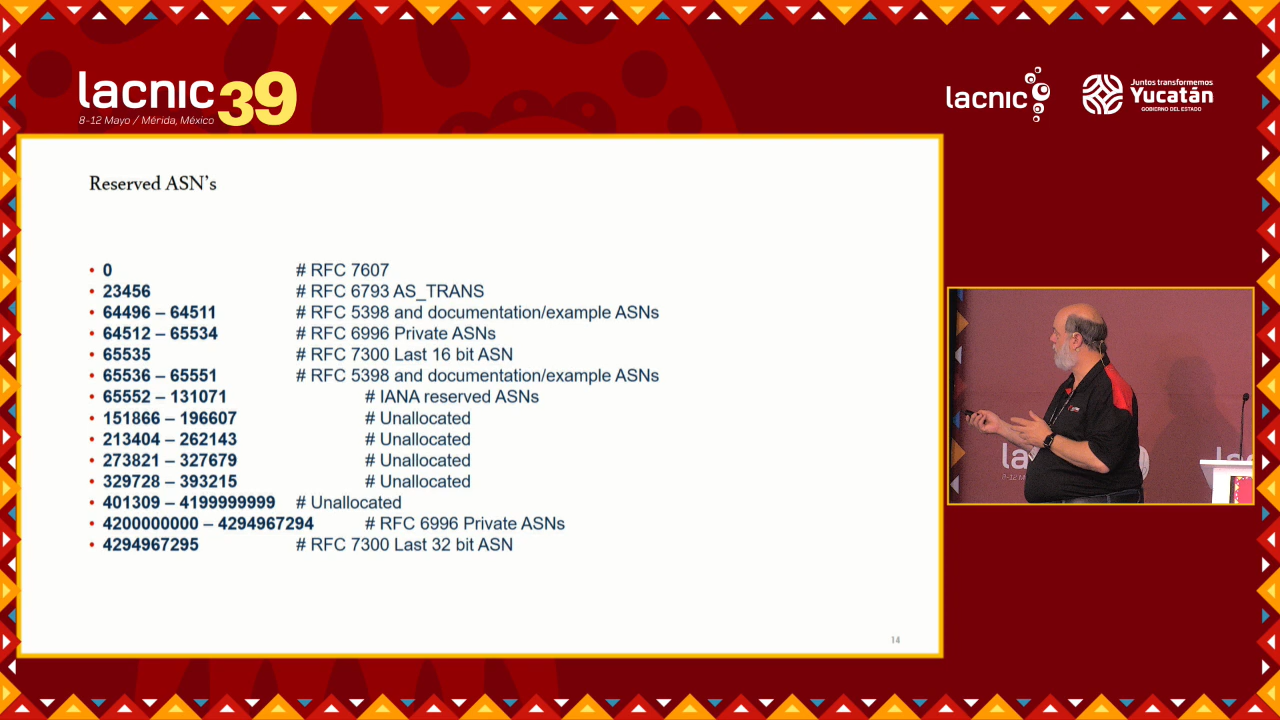 lacnic 39
8-12 Mayo / Mérida, México
lacnic
Juntos transformemos
Yucatán
GOBIERNO DEL ESTADO
Reserved ASN's
• 0 # RFC 7607
• 23456 # RFC 6793 AS_TRANS
• 64496 – 64511 # RFC 5398 and documentation/example ASNs
• 64512 – 65534 # RFC 6996 Private ASNs
• 65535 # RFC 7300 Last 16 bit ASN
• 65536 – 65551 # RFC 5398 and documentation/example ASNs
• 65552 – 131071 # IANA reserved ASNs
• 151866 – 196607 # Unallocated
• 213404 – 262143 # Unallocated
• 273821 – 327679 # Unallocated
• 329728 – 393215 # Unallocated
• 401309 – 4199999999 # Unallocated
• 4200000000 – 4294967294 # RFC 6996 Private ASNs
• 4294967295 # RFC 7300 Last 32 bit ASN
14